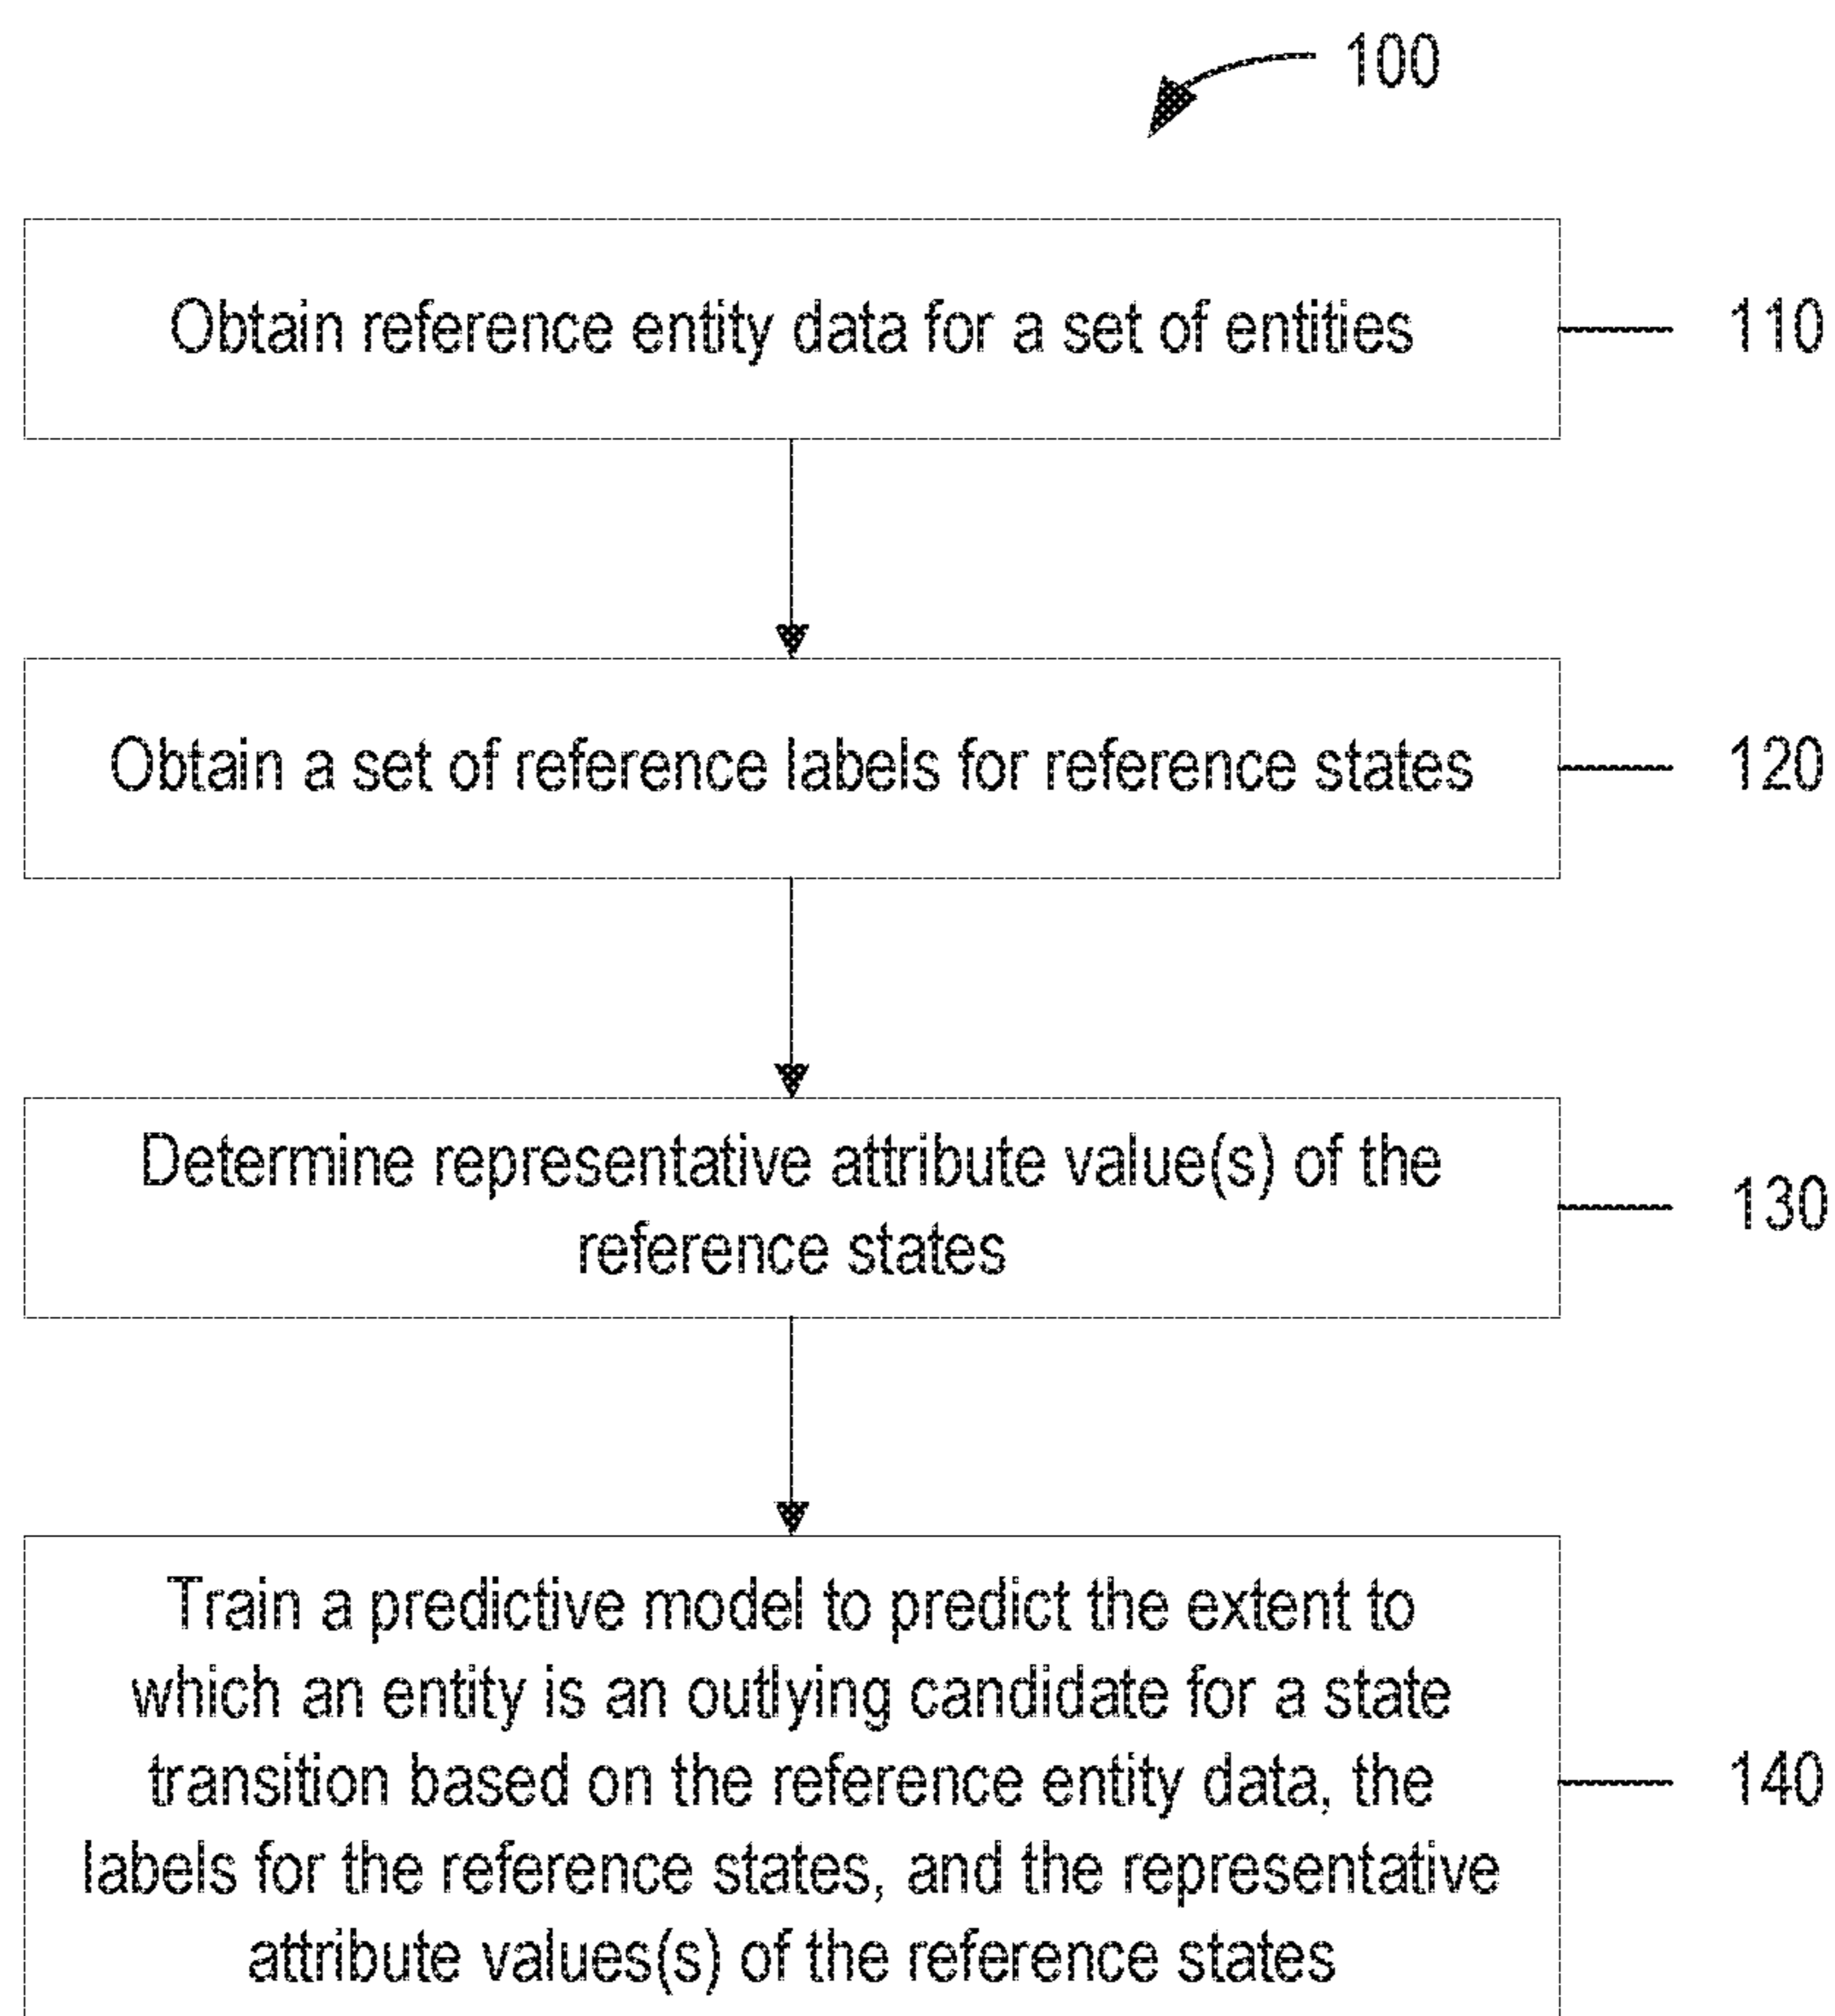 100
Obtain reference entity data for a set of entities
110
Obtain a set of reference labels for reference states
120
Determine representative attribute value(s) of the
reference states
130
Train a predictive model to predict the extent to
which an entity is an outlying candidate for a state
transition based on the reference entity data, the
labels for the reference states, and the representative
attribute values(s) of the reference states
140